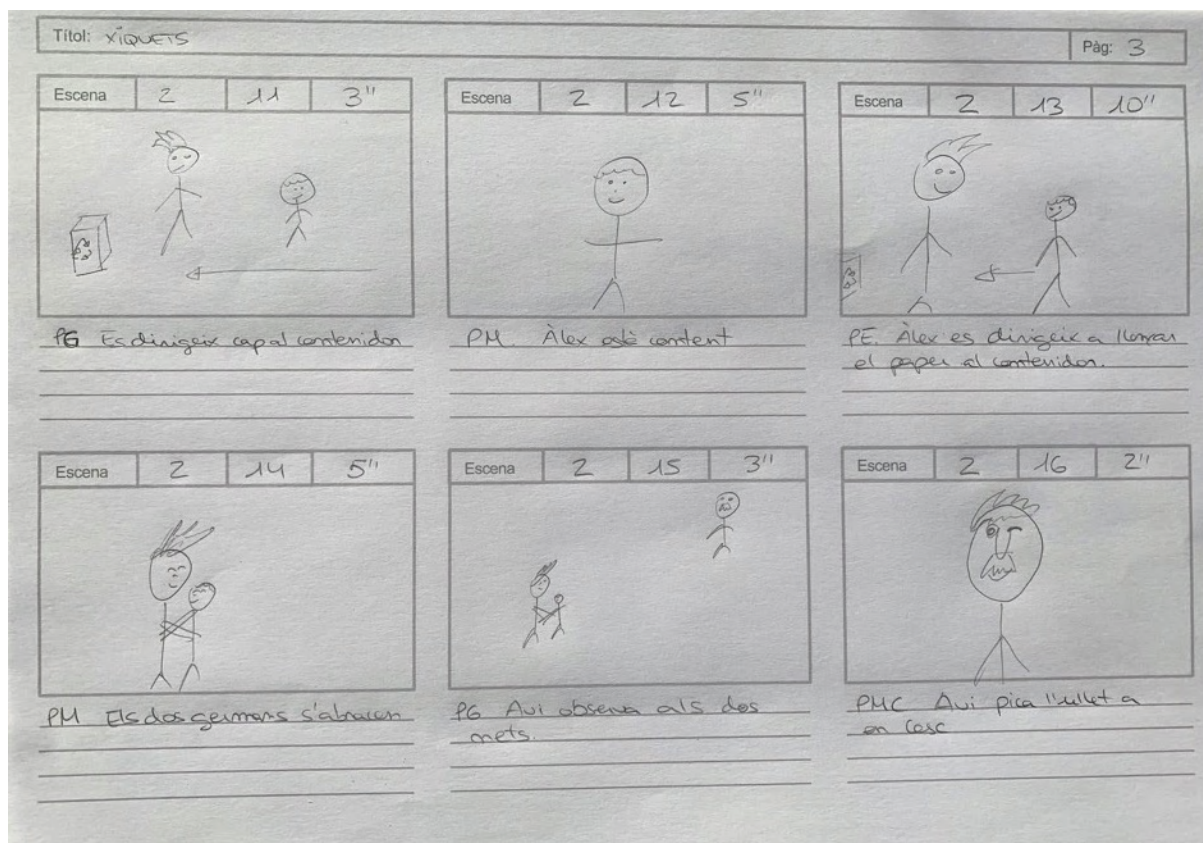 Títol: XIQUETS
Pàg: 3
Escena 2 11 3"
Escena 2 12 5"
Escena 2 13 10"
PG Es dirigeix cap al contenidor
PM. Àlex està content
PE. Àlex es dirigeix a llençar
el paper al contenidor.
Escena 2 14 5"
Escena 2 15 3"
Escena 2 16 2"
PM Els dos germans s'abracen
PG Avi observa als dos
nets.
PMC Avi pica l'ullet a
en Cesc